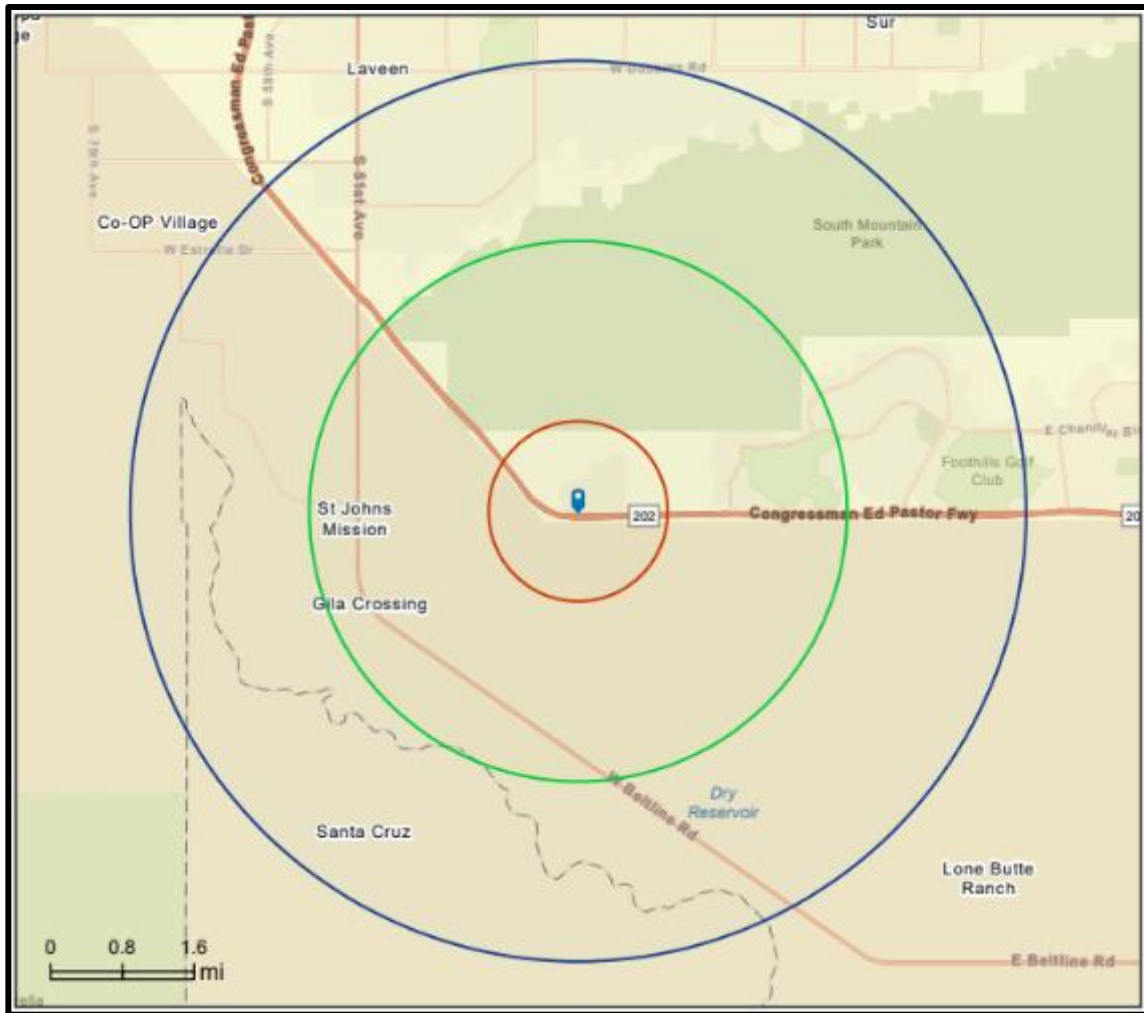 Sur
Laveen
W Dobbins Rd
Congressman Ed Past
S 59th Ave
S 75th Ave
S 51st Ave
Co-OP Village
W Estrella Dr
South Mountain
Park
E Chandler Bl
Foothills Golf
Club
St Johns
Mission
202
Congressman Ed Pastor Fwy
20
Gila Crossing
W Beltline Rd
Dry
Reservoir
Santa Cruz
Lone Butte
Ranch
0 0.8 1.6
mi
E Beltline Rd